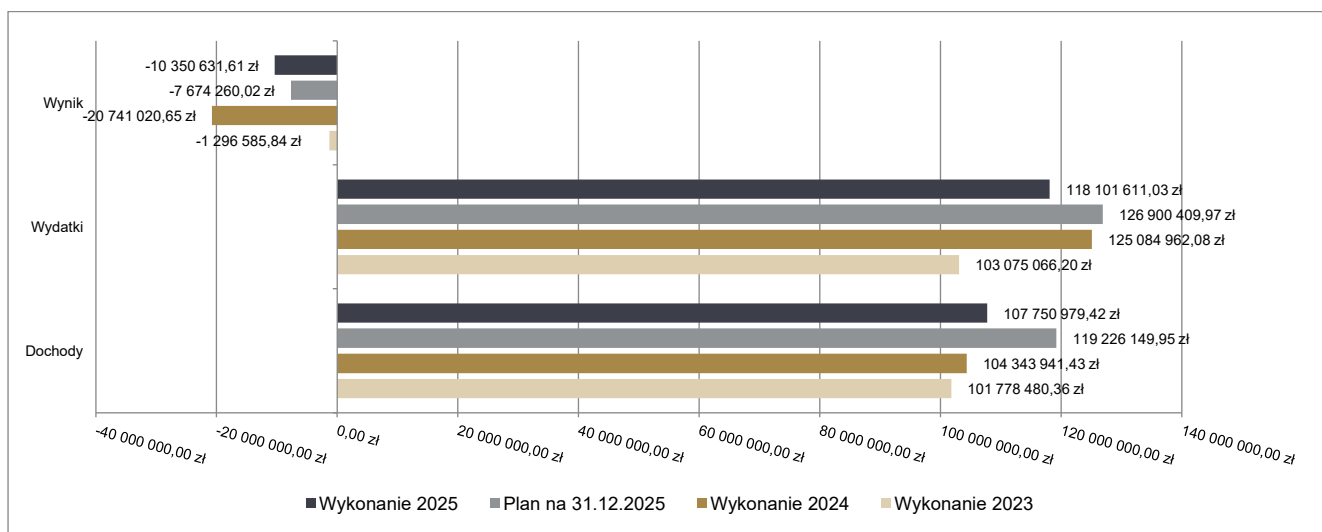 -10 350 631,61 zł
-7 674 260,02 zł
Wynik
-20 741 020,65 zł
-1 296 585,84 zł
118 101 611,03 zł
126 900 409,97 zł
Wydatki
125 084 962,08 zł
103 075 066,20 zł
107 750 979,42 zł
119 226 149,95 zł
Dochody
104 343 941,43 zł
101 778 480,36 zł
-40 000 000,00 zł -20 000 000,00 zł 0,00 zł 20 000 000,00 zł 40 000 000,00 zł 60 000 000,00 zł 80 000 000,00 zł 100 000 000,00 zł 120 000 000,00 zł 140 000 000,00 zł
Wykonanie 2025 Plan na 31.12.2025 Wykonanie 2024 Wykonanie 2023